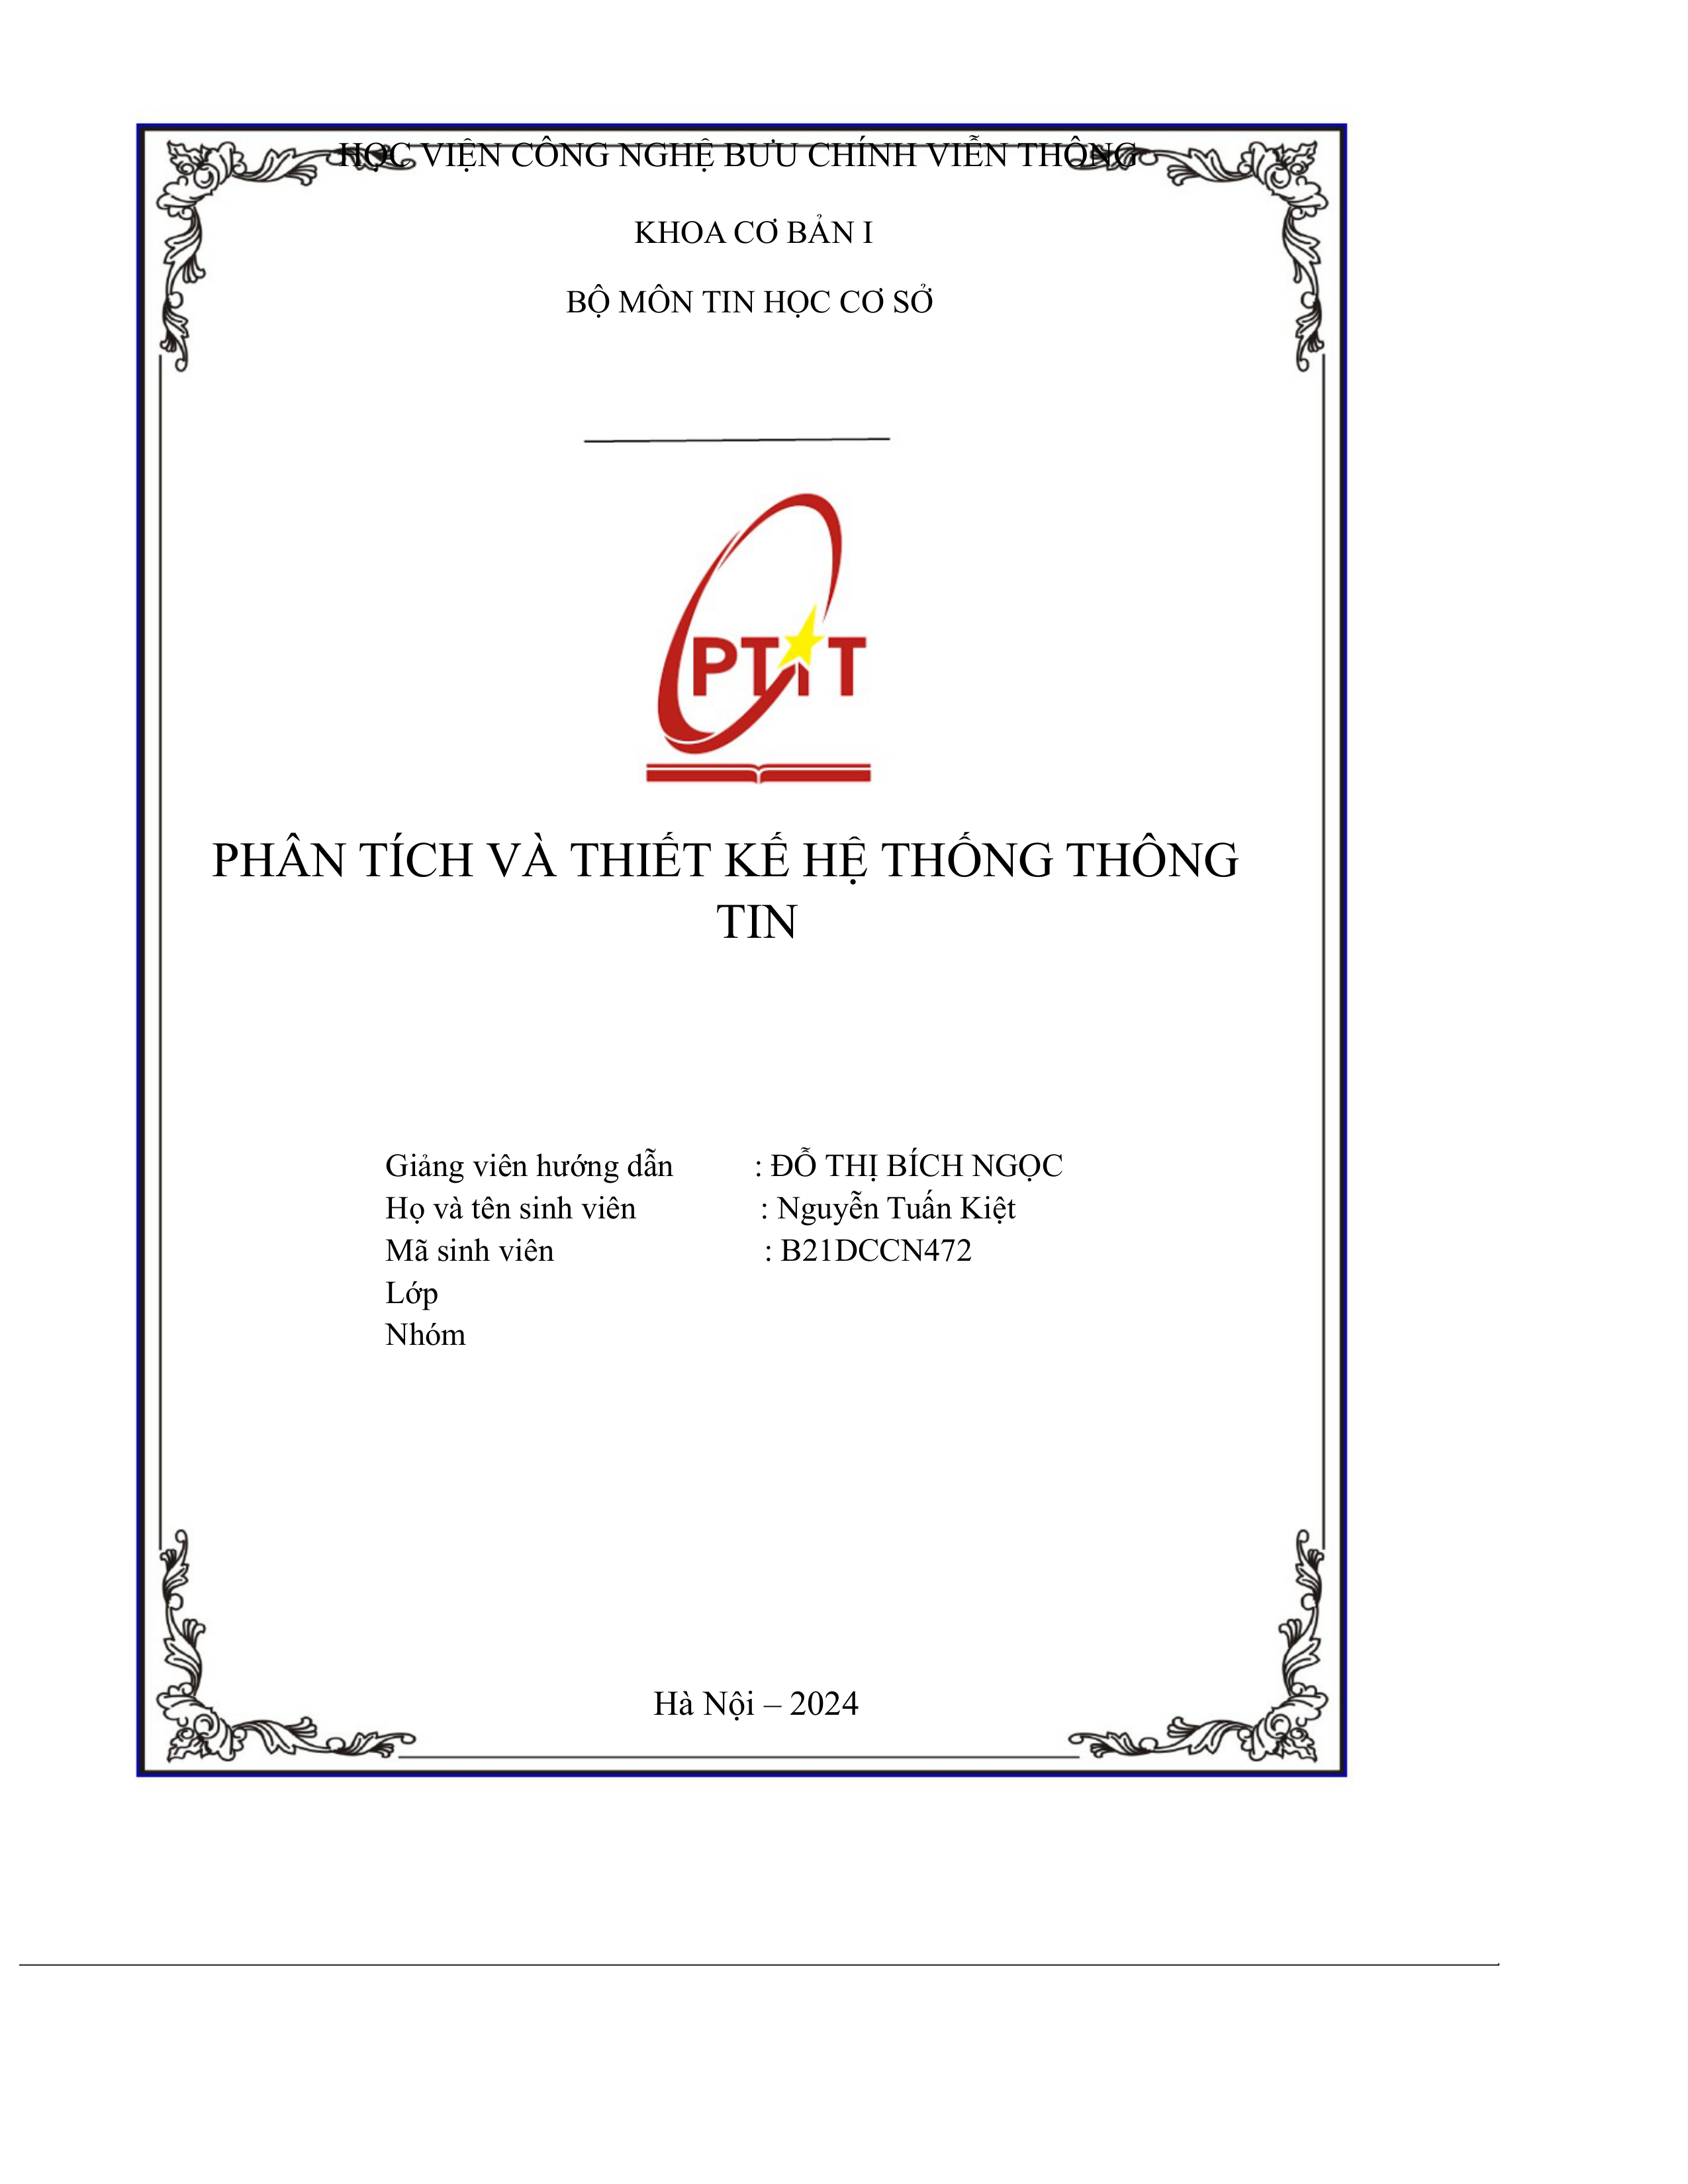 HỌC VIỆN CÔNG NGHỆ BƯU CHÍNH VIỄN THÔNG
KHOA CƠ BẢN I
BỘ MÔN TIN HỌC CƠ SỞ
PTIT
PHÂN TÍCH VÀ THIẾT KẾ HỆ THỐNG THÔNG
TIN
Giảng viên hướng dẫn : ĐỖ THỊ BÍCH NGỌC
Họ và tên sinh viên : Nguyễn Tuấn Kiệt
Mã sinh viên : B21DCCN472
Lớp
Nhóm
Hà Nội – 2024